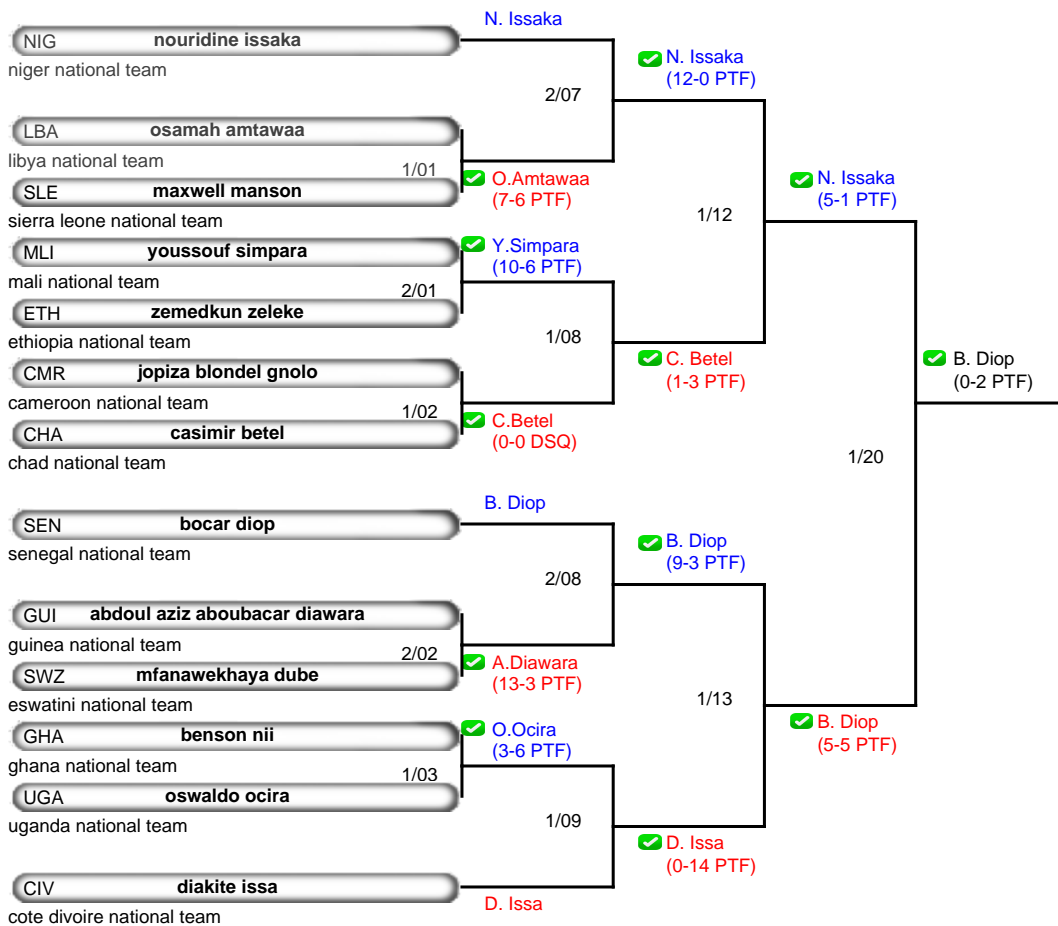 N. Issaka
NIG nouridine issaka
niger national team
N. Issaka
(12-0 PTF)
2/07
LBA osamah amtawaa
libya national team
1/01
O.Amtawaa
(7-6 PTF)
SLE maxwell manson
sierra leone national team
N. Issaka
(5-1 PTF)
1/12
MLI youssouf simpara
mali national team
Y.Simpara
(10-6 PTF)
2/01
ETH zemedkun zeleke
ethiopia national team
1/08
C. Betel
(1-3 PTF)
B. Diop
(0-2 PTF)
CMR jopiza blondel gnolo
cameroon national team
1/02
C.Betel
(0-0 DSQ)
CHA casimir betel
chad national team
1/20
B. Diop
SEN bocar diop
senegal national team
B. Diop
(9-3 PTF)
2/08
GUI abdoul aziz aboubacar diawara
guinea national team
2/02
A.Diawara
(13-3 PTF)
SWZ mfanawekhaya dube
eswatini national team
1/13
B. Diop
(5-5 PTF)
GHA benson nii
ghana national team
O.Ocira
(3-6 PTF)
1/03
UGA oswaldo ocira
uganda national team
1/09
D. Issa
(0-14 PTF)
CIV diakite issa
cote divoire national team
D. Issa